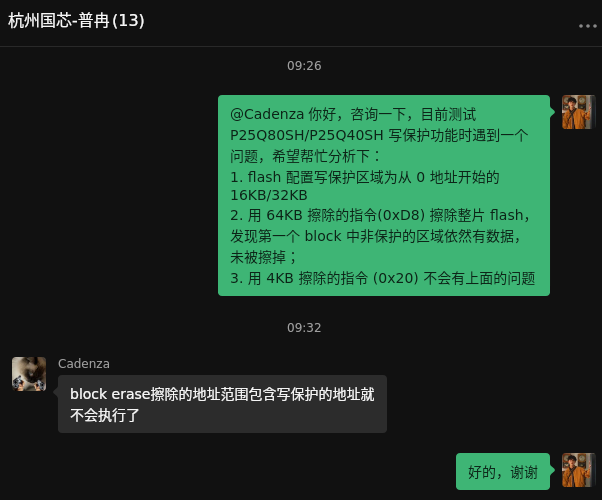 杭州国芯-普冉(13)
09:26
@Cadenza 你好，咨询一下，目前测试
P25Q80SH/P25Q40SH 写保护功能时遇到一个
问题，希望帮忙分析下：
1. flash 配置写保护区域为从 0 地址开始的
16KB/32KB
2. 用 64KB 擦除的指令(0xD8) 擦除整片 flash，
发现第一个 block 中非保护的区域依然有数据，
未被擦掉；
3. 用 4KB 擦除的指令 (0x20) 不会有上面的问题
09:32
Cadenza
block erase擦除的地址范围包含写保护的地址就
不会执行了
好的，谢谢